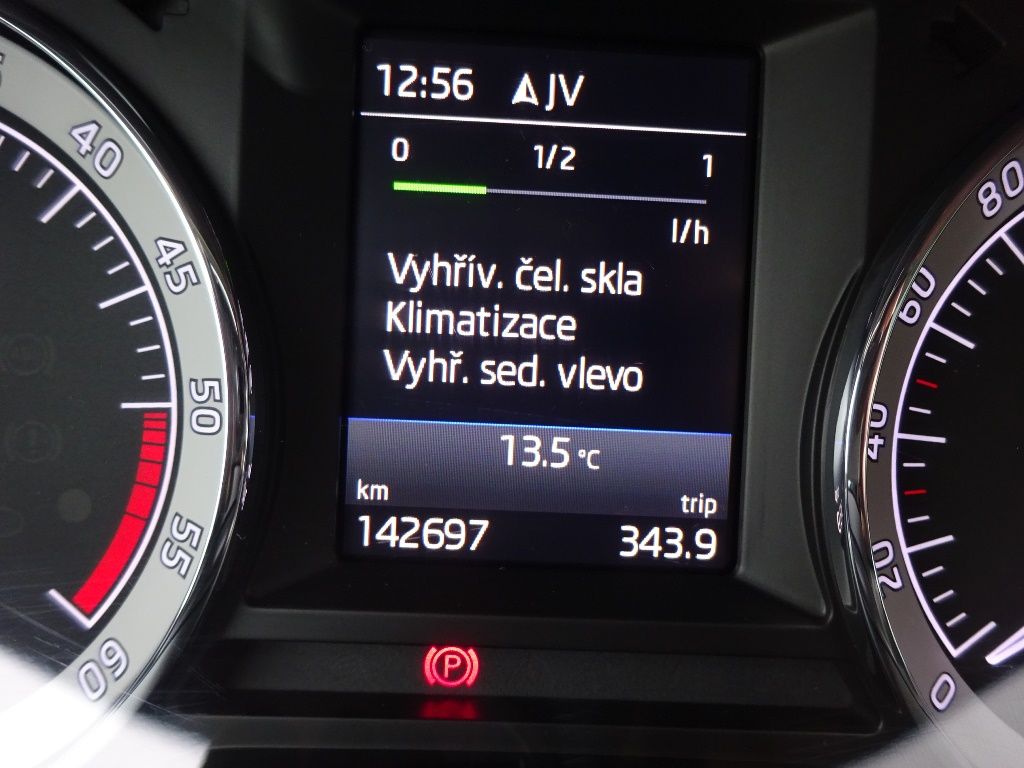 12:56 JV
0 1/2 1
l/h
Vyhřív. čel. skla
Klimatizace
Vyhř. sed. vlevo
13.5 °C
km trip
142697 343.9
P
40
45
50
55
60
80
60
40
20
0